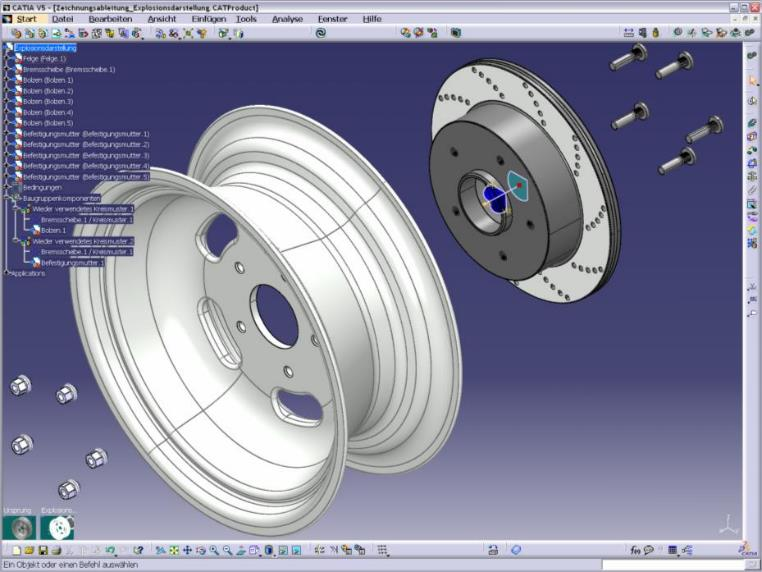 CATIA V5 - [Zeichnungsableitung_Explosionsdarstellung.CATProduct]
Start Datei Bearbeiten Ansicht Einfügen Tools Analyse Fenster Hilfe
Explosionsdarstellung
Felge (Felge.1)
Bremsscheibe (Bremsscheibe.1)
Bolzen (Bolzen.1)
Bolzen (Bolzen.2)
Bolzen (Bolzen.3)
Bolzen (Bolzen.4)
Bolzen (Bolzen.5)
Befestigungsmutter (Befestigungsmutter.1)
Befestigungsmutter (Befestigungsmutter.2)
Befestigungsmutter (Befestigungsmutter.3)
Befestigungsmutter (Befestigungsmutter.4)
Befestigungsmutter (Befestigungsmutter.5)
Bedingungen
Baugruppenkomponenten
Wieder verwendetes Kreismuster.1
Bremsscheibe.1 / Kreismuster.1
Bolzen.1
Wieder verwendetes Kreismuster.2
Bremsscheibe.1 / Kreismuster.1
Befestigungsmutter.1
Applications
Ursprung Explosions...
Ein Objekt oder einen Befehl auswählen
CATIA